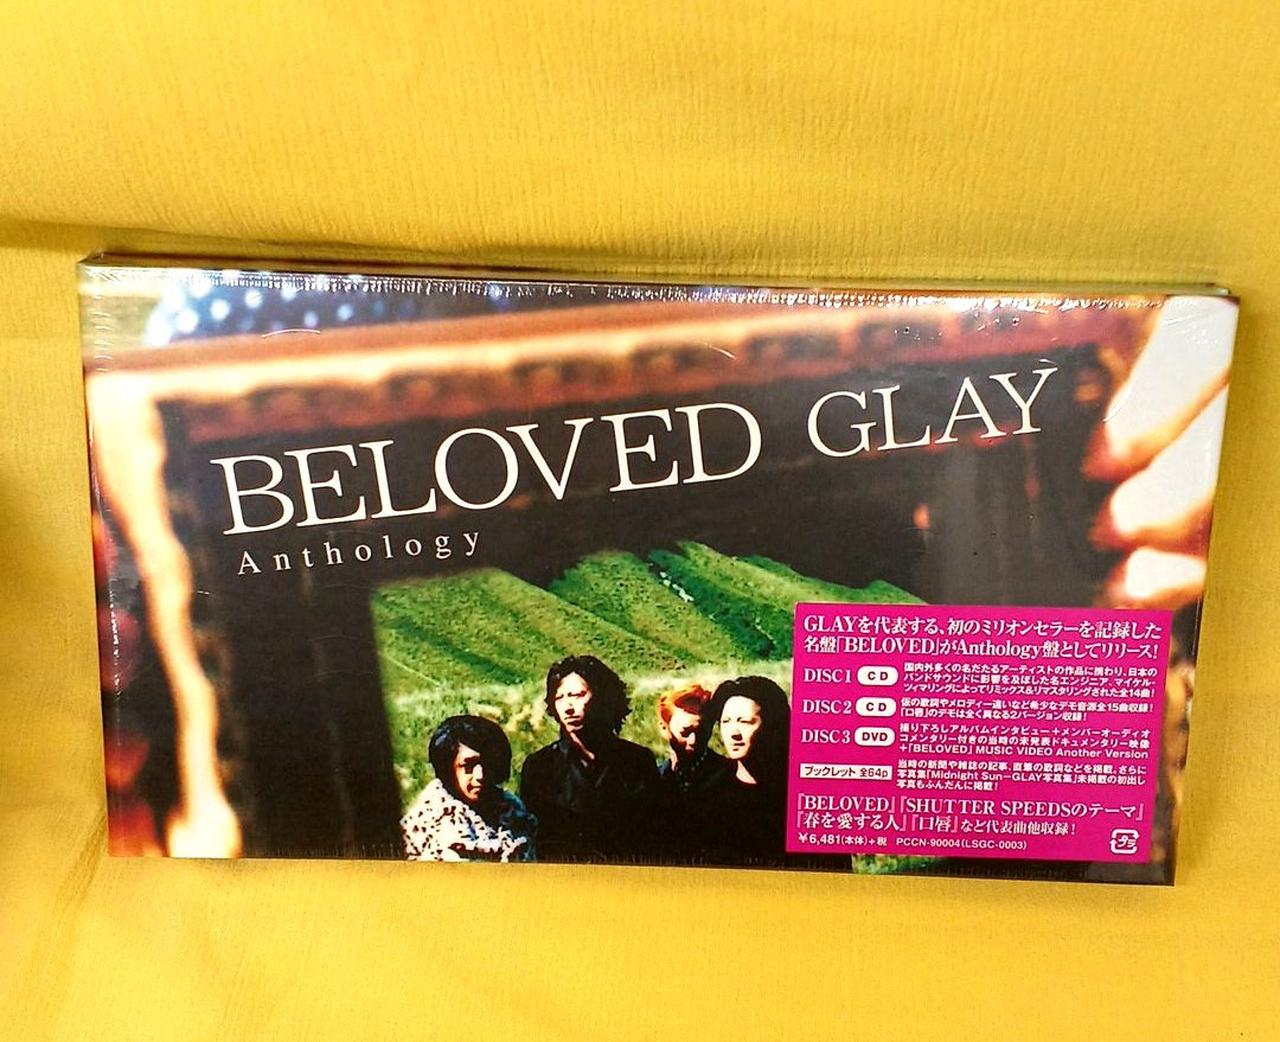 BELOVED GLAY
Anthology
GLAYを代表する、初のミリオンセラーを記録した
名盤「BELOVED」がAnthology盤としてリリース!
DISC1 CD 国内外多くの名だたるアーティストの作品に携わり、日本の
バンドサウンドに影響を及ぼした名エンジニア、マイケル・
ツィマリングによってリミックス&リマスタリングされた全14曲!
DISC2 CD 仮の歌詞やメロディー違いなど希少なデモ音源全15曲収録!
「口唇」のデモは全く異なる2バージョン収録!
DISC3 DVD 撮り下ろしアルバムインタビュー+メンバーオーディオ
コメンタリー付きの当時の未発表ドキュメンタリー映像
+「BELOVED」MUSIC VIDEO Another Version
ブックレット 全64p 当時の新聞や雑誌の記事、直筆の歌詞などを掲載。さらに
写真集「Midnight Sun-GLAY写真集」未掲載の初出し
写真もふんだんに掲載!
『BELOVED』『SHUTTER SPEEDSのテーマ』
『春を愛する人』『口唇』など代表曲他収録!
¥6,481(本体)+税 PCCN-90004(LSGC-0003)
プラ